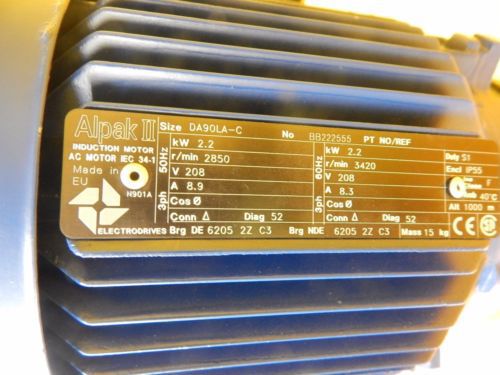 Alpak II
INDUCTION MOTOR
AC MOTOR IEC 34-1
Made in
EU
N901A
ELECTRODRIVES
Size DA90LA-C No BB222555 PT NO/REF
3ph 50Hz
kW 2.2
r/min 2850
V 208
A 8.9
Cos Ø
Conn Δ Diag 52
3ph 60Hz
kW 2.2
r/min 3420
V 208
A 8.3
Cos Ø
Conn Δ Diag 52
Duty S1
Encl IP55
F
40°C
Alt 1000 m
CE
Brg DE 6205 2Z C3 Brg NDE 6205 2Z C3 Mass 15 kg